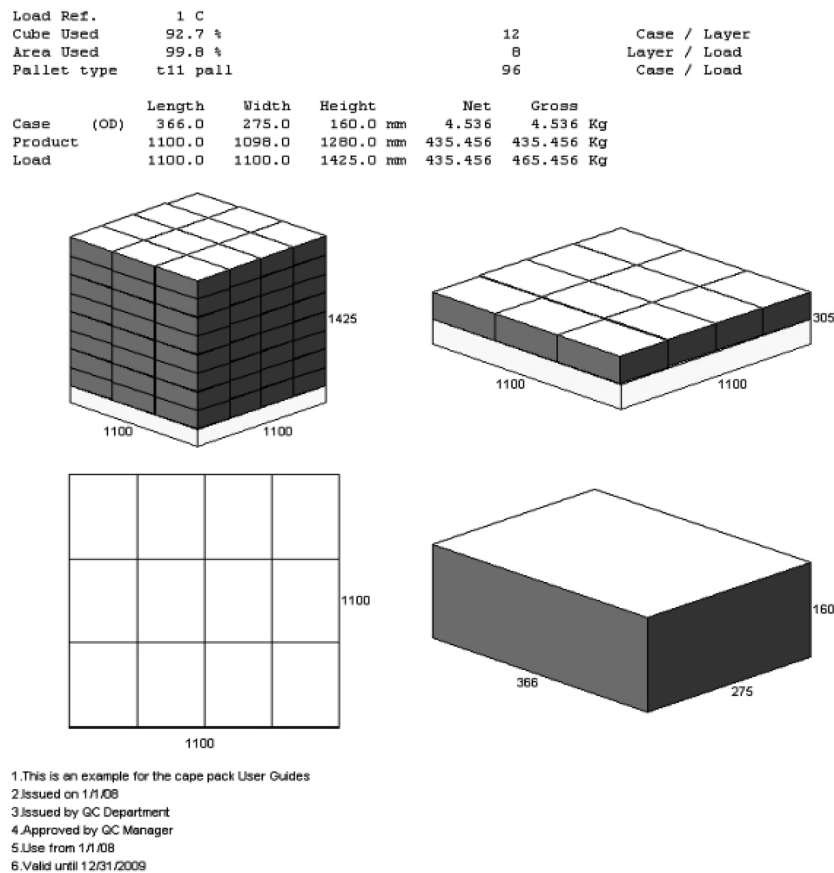 Load Ref. 1 C
Cube Used 92.7 % 12 Case / Layer
Area Used 99.8 % 8 Layer / Load
Pallet type t11 pall 96 Case / Load
Length Width Height Net Gross
Case (OD) 366.0 275.0 160.0 mm 4.536 4.536 Kg
Product 1100.0 1098.0 1280.0 mm 435.456 435.456 Kg
Load 1100.0 1100.0 1425.0 mm 435.456 465.456 Kg
1425
1100
1100
305
1100
1100
1100
1100
160
366
275
1.This is an example for the cape pack User Guides
2.Issued on 1/1/08
3.Issued by QC Department
4.Approved by QC Manager
5.Use from 1/1/08
6.Valid until 12/31/2009